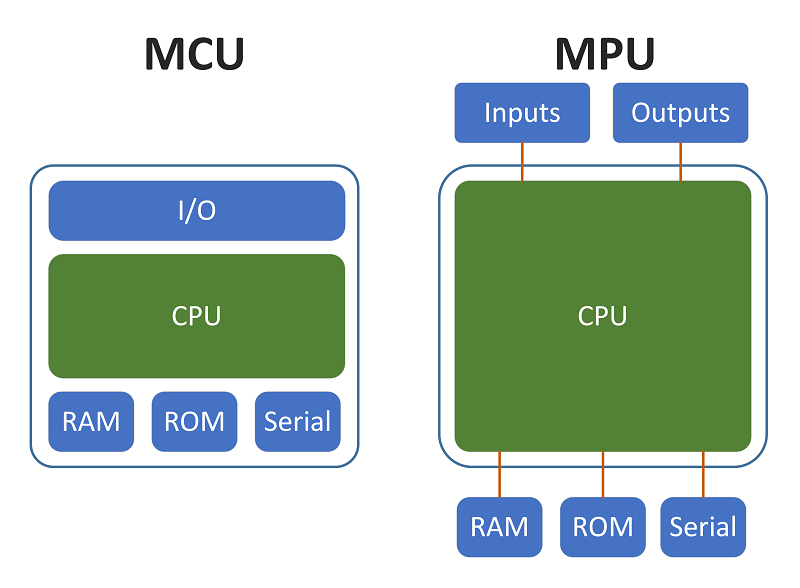 MCU
I/O
CPU
RAM ROM Serial
MPU
Inputs Outputs
CPU
RAM ROM Serial